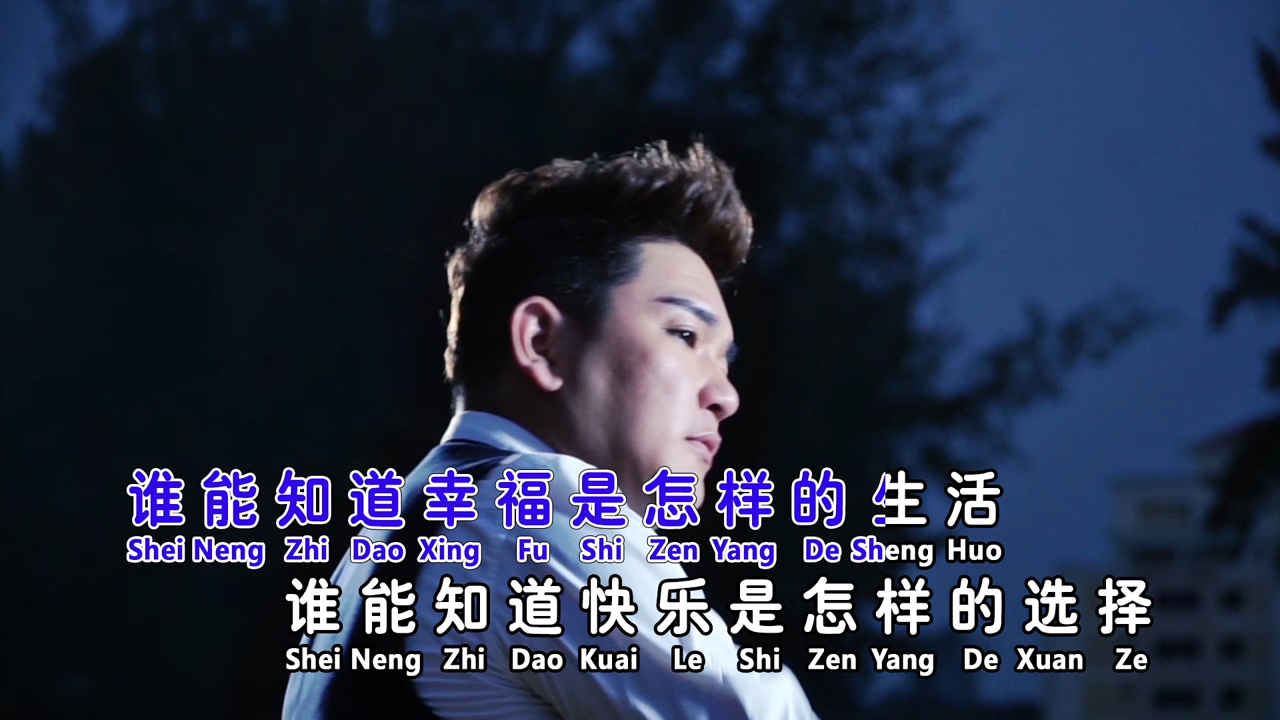 谁能知道幸福是怎样的生活
Shei Neng Zhi Dao Xing Fu Shi Zen Yang De Sheng Huo
谁能知道快乐是怎样的选择
Shei Neng Zhi Dao Kuai Le Shi Zen Yang De Xuan Ze